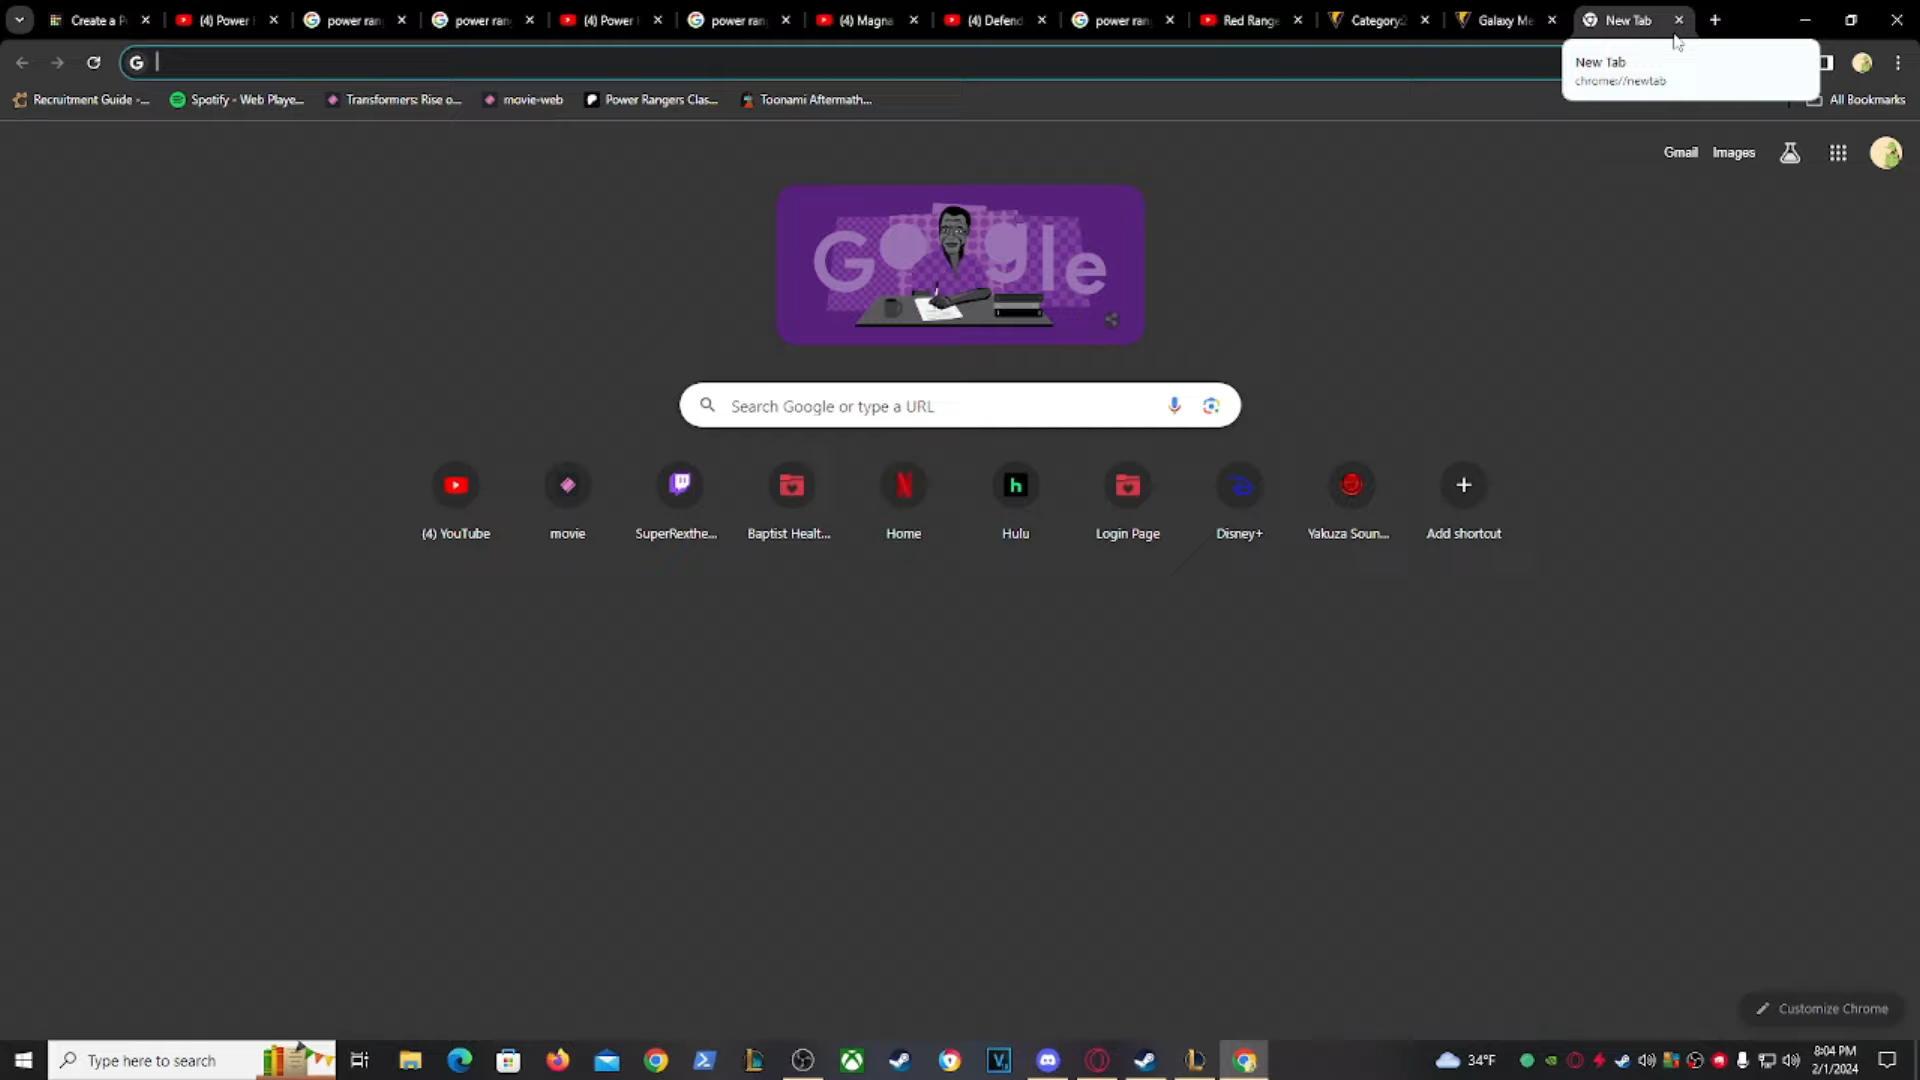 Create a P
(4) Power
power ran
power ran
(4) Power
power ran
(4) Magna
(4) Defend
power ran
Red Range
Category:
Galaxy Me
New Tab
G
New Tab
chrome://newtab
Recruitment Guide -...
Spotify - Web Playe...
Transformers: Rise o...
movie-web
Power Rangers Clas...
Toonami Aftermath...
All Bookmarks
Gmail Images
Google
Search Google or type a URL
(4) YouTube
movie
SuperRexthe...
Baptist Healt...
Home
Hulu
Login Page
Disney+
Yakuza Soun...
Add shortcut
Customize Chrome
Type here to search
34°F
8:04 PM
2/1/2024